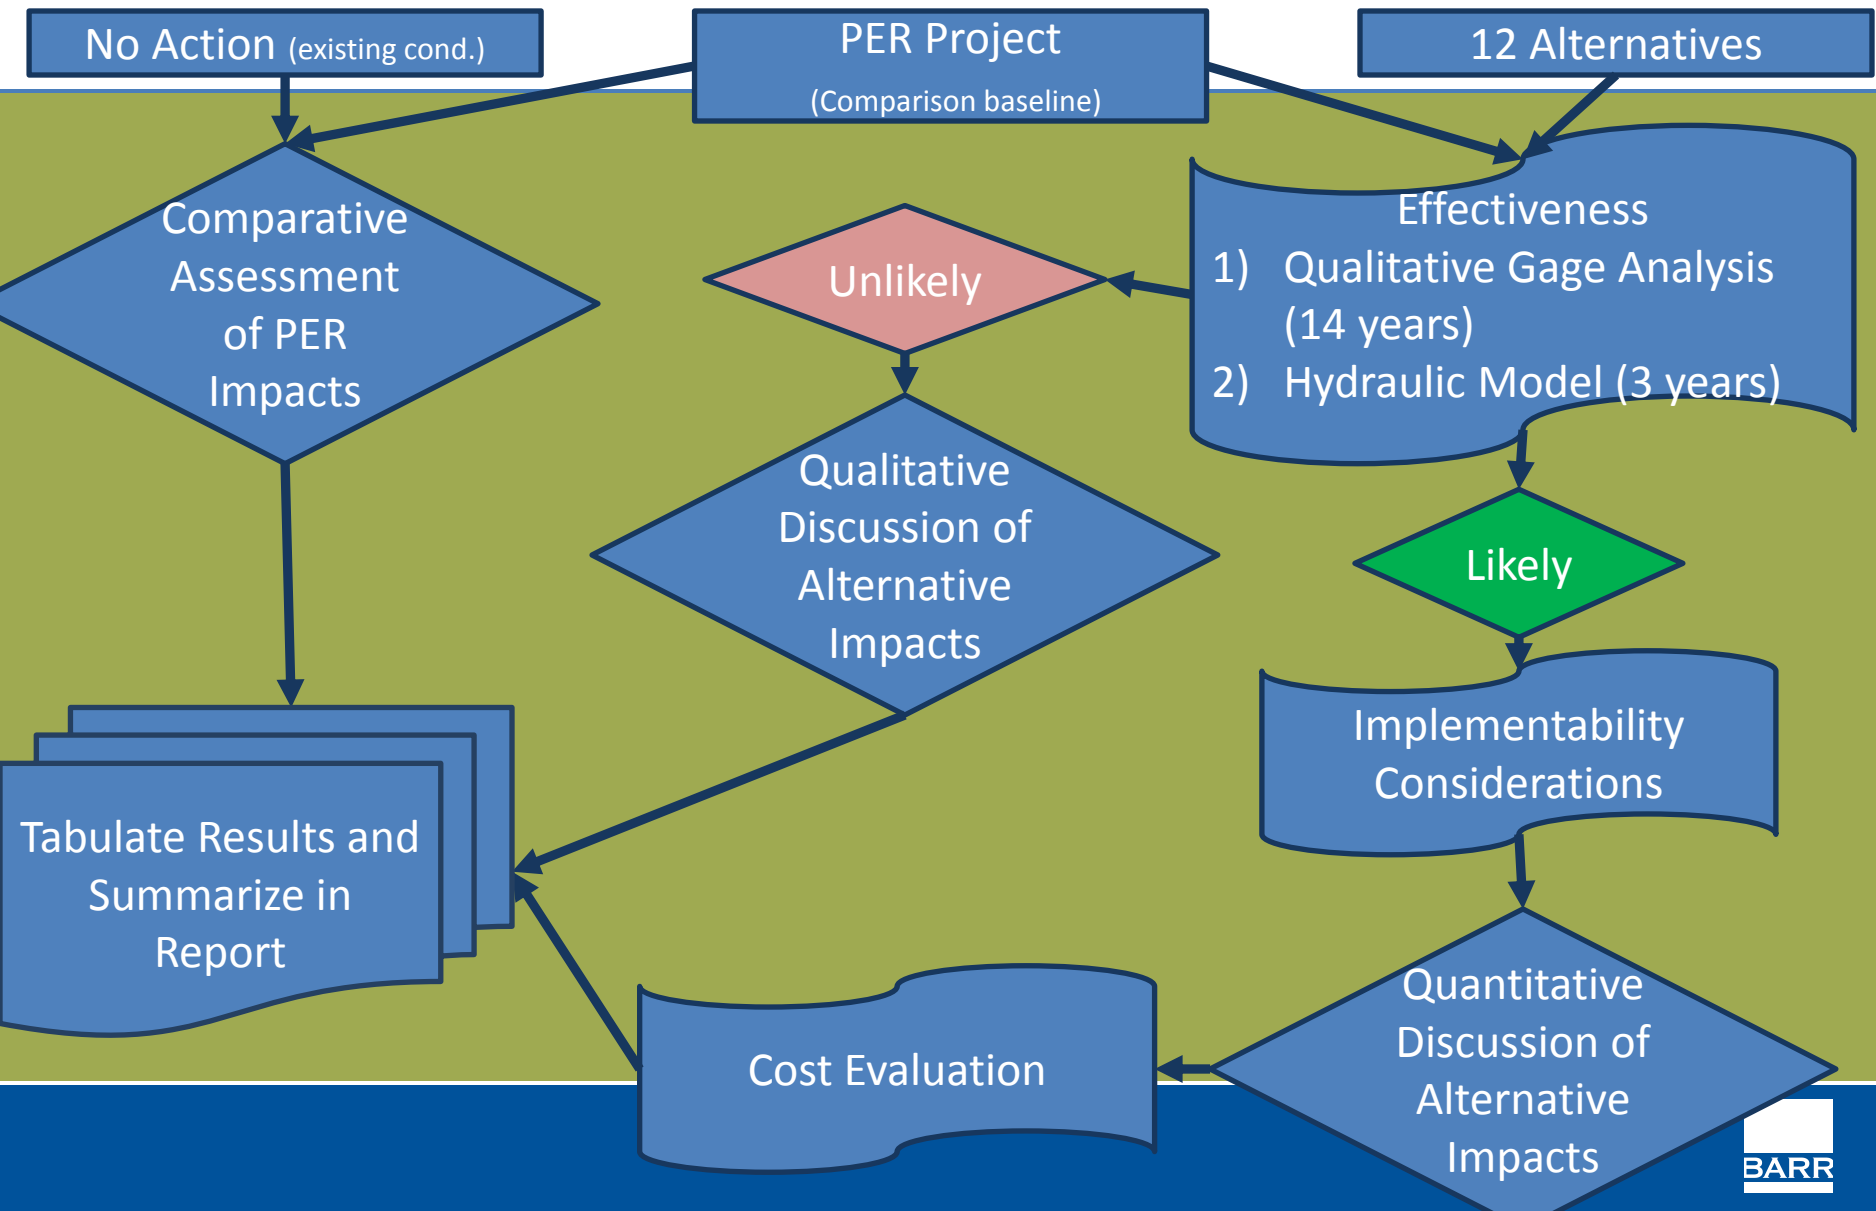 No Action (existing cond.)
PER Project
(Comparison baseline)
12 Alternatives
Comparative
Assessment
of PER
Impacts
Unlikely
Effectiveness
1) Qualitative Gage Analysis
(14 years)
2) Hydraulic Model (3 years)
Qualitative
Discussion of
Alternative
Impacts
Likely
Implementability
Considerations
Tabulate Results and
Summarize in
Report
Cost Evaluation
Quantitative
Discussion of
Alternative
Impacts
BARR